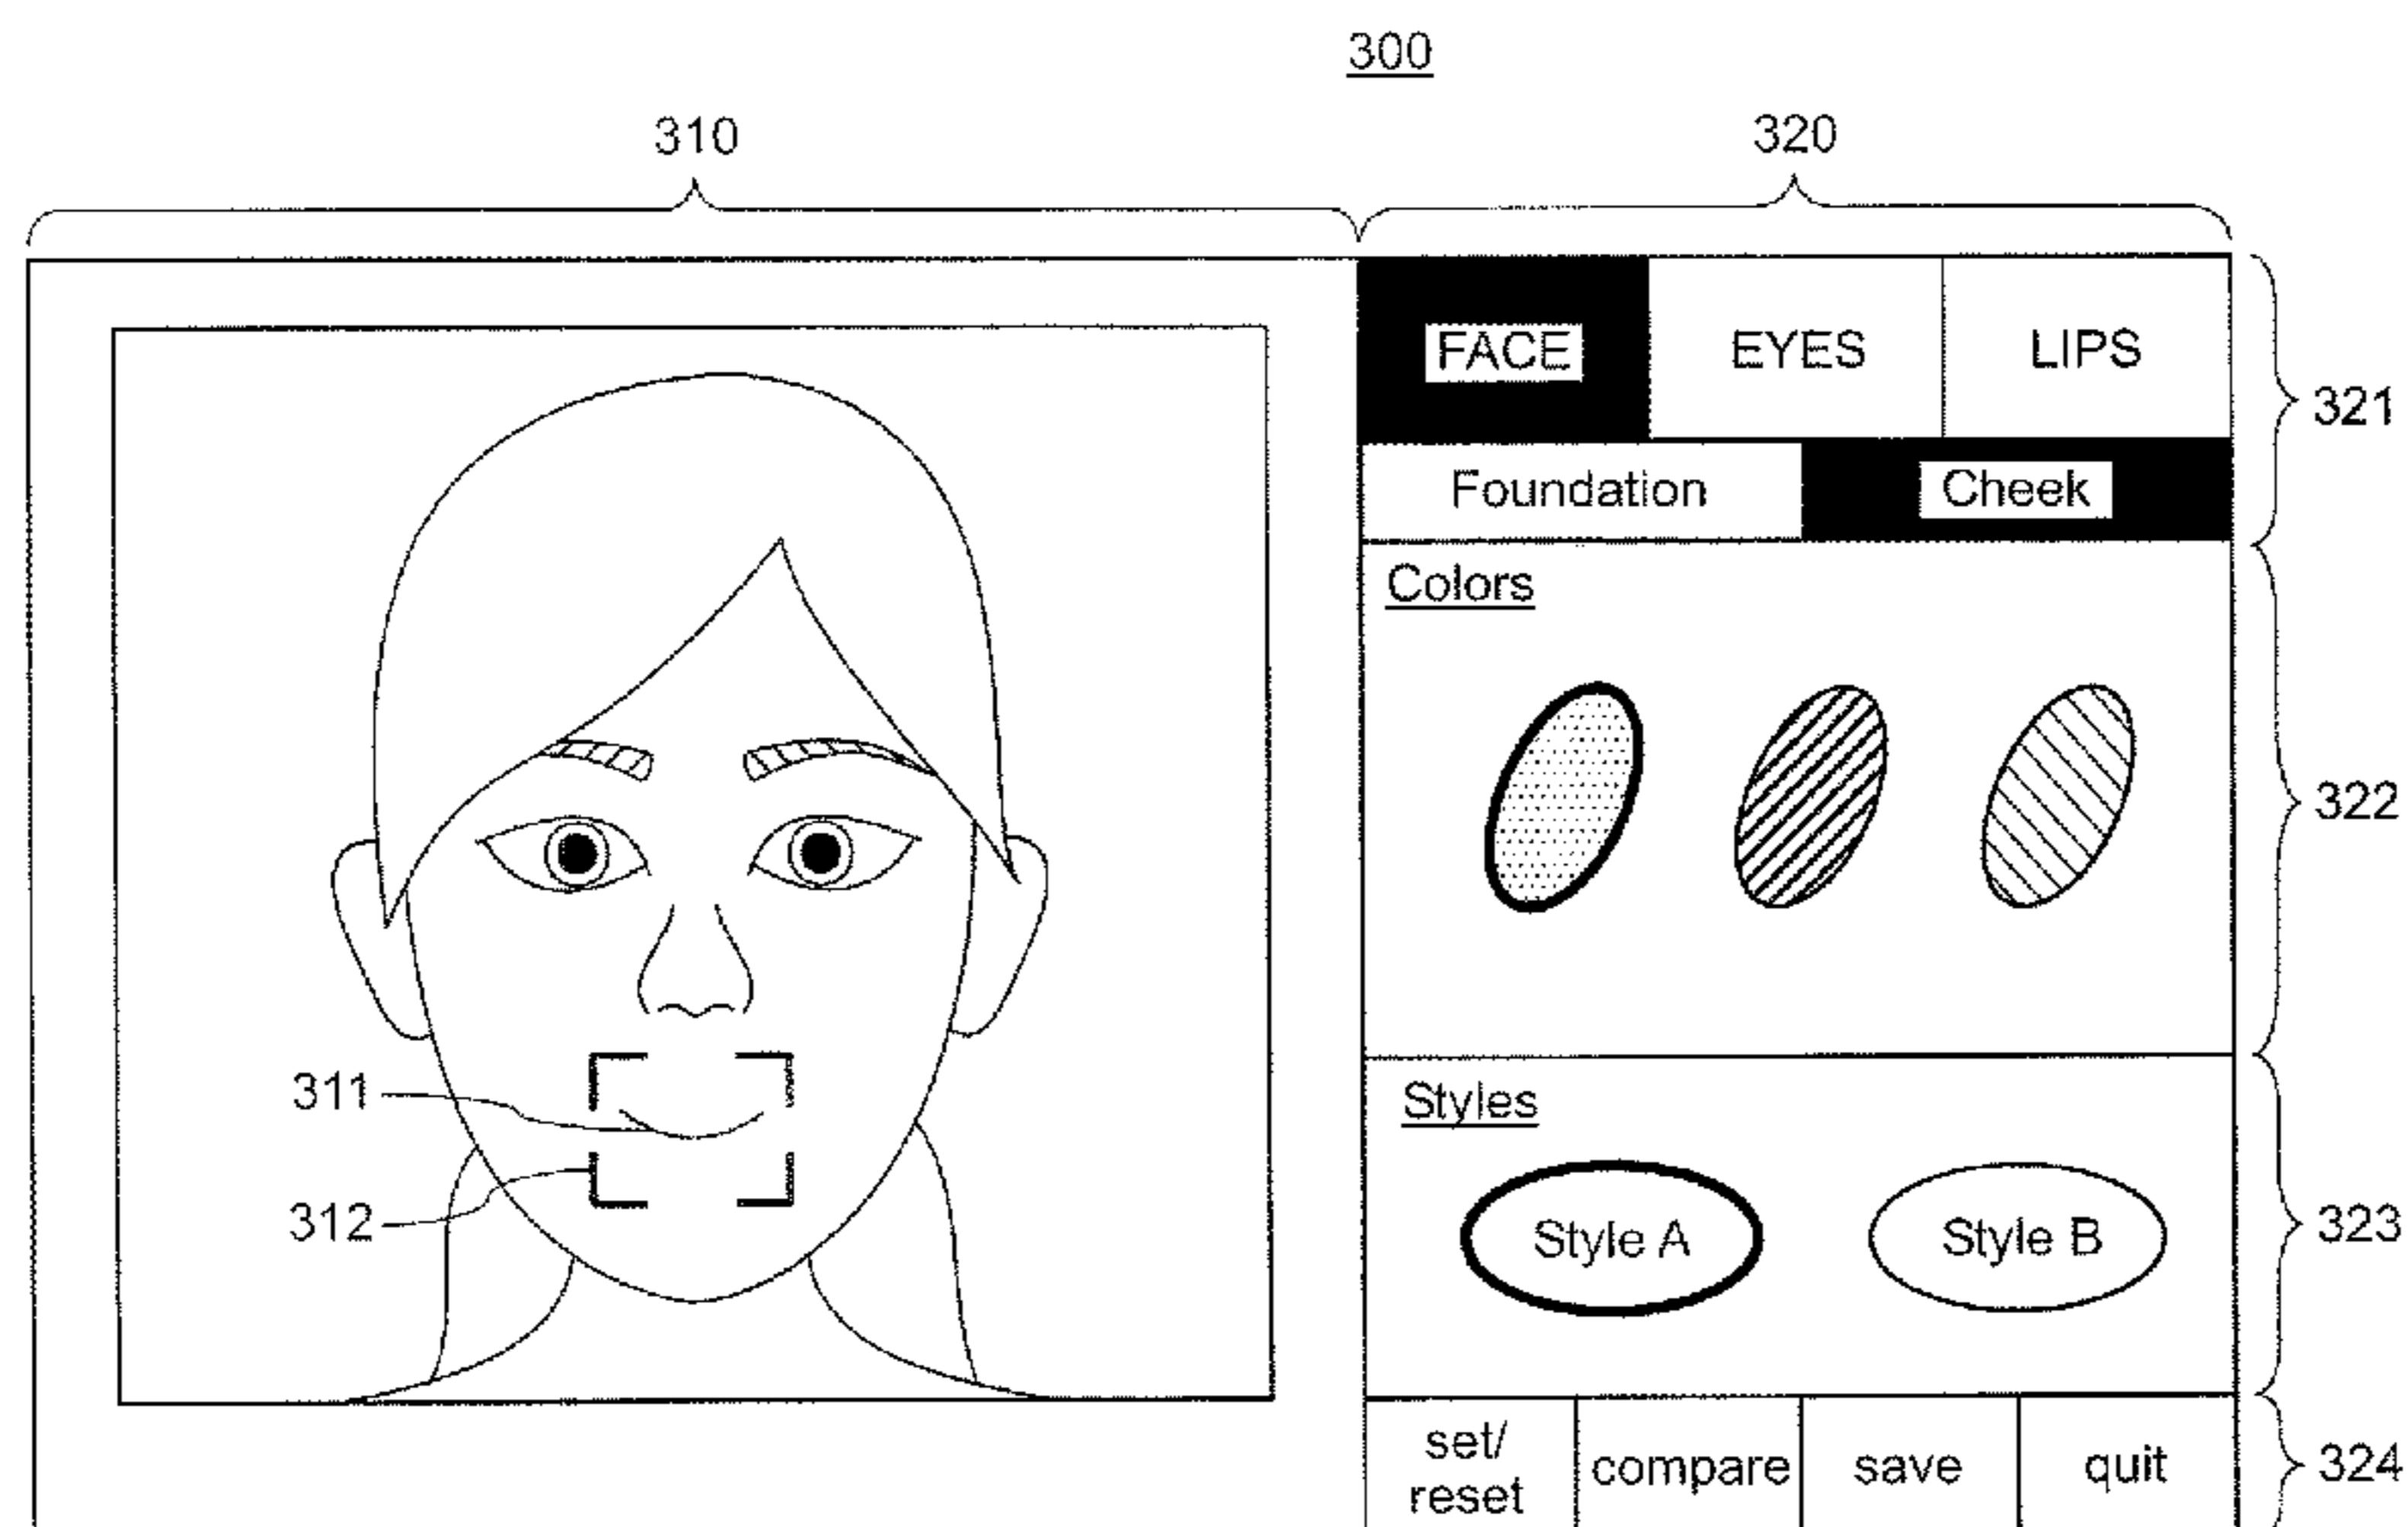 300
310
320
FACE
EYES
LIPS
321
Foundation
Cheek
Colors
322
311
Styles
312
Style A
Style B
323
set/
reset
compare
save
quit
324